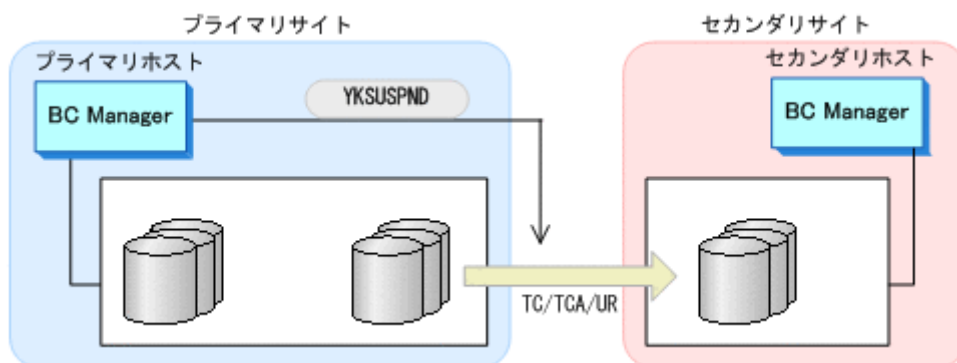 プライマリサイト
セカンダリサイト
プライマリホスト
セカンダリホスト
YKSUSPND
BC Manager
BC Manager
TC/TCA/UR